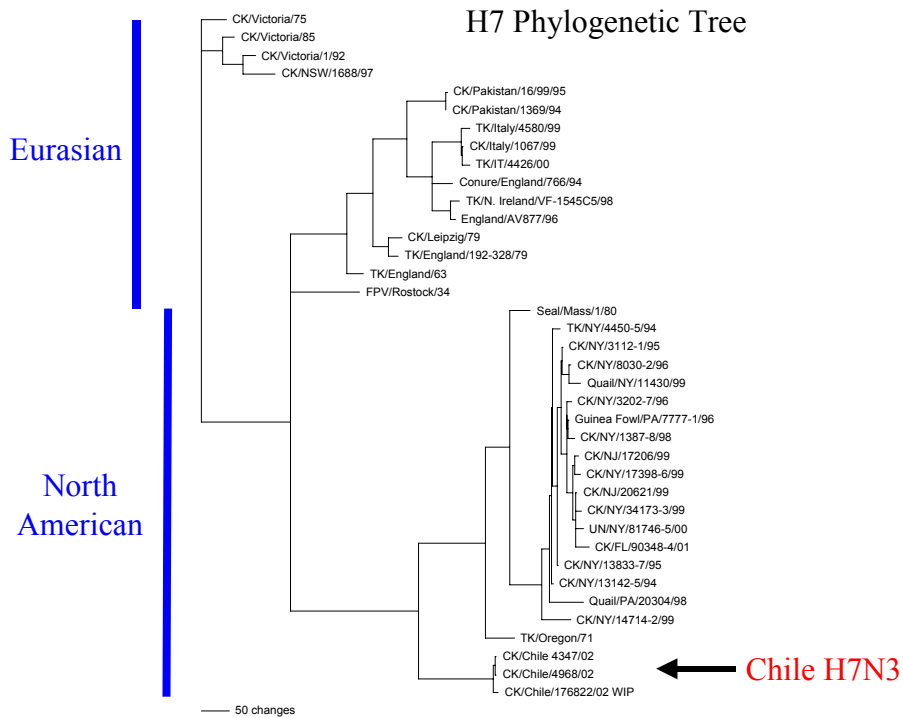 H7 Phylogenetic Tree
CK/Victoria/75
CK/Victoria/85
CK/Victoria/1/92
CK/NSW/1688/97
CK/Pakistan/16/99/95
CK/Pakistan/1369/94
TK/Italy/4580/99
CK/Italy/1067/99
TK/IT/4426/00
Conure/England/766/94
TK/N. Ireland/VF-1545C5/98
England/AV877/96
CK/Leipzig/79
TK/England/192-328/79
TK/England/63
FPV/Rostock/34
Eurasian
Seal/Mass/1/80
TK/NY/4450-5/94
CK/NY/3112-1/95
CK/NY/8030-2/96
Quail/NY/11430/99
CK/NY/3202-7/96
Guinea Fowl/PA/7777-1/96
CK/NY/1387-8/98
CK/NJ/17206/99
CK/NY/17398-6/99
CK/NJ/20621/99
CK/NY/34173-3/99
UN/NY/81746-5/00
CK/FL/90348-4/01
CK/NY/13833-7/95
CK/NY/13142-5/94
Quail/PA/20304/98
CK/NY/14714-2/99
TK/Oregon/71
CK/Chile 4347/02
CK/Chile/4968/02
CK/Chile/176822/02 WIP
North
American
Chile H7N3
50 changes